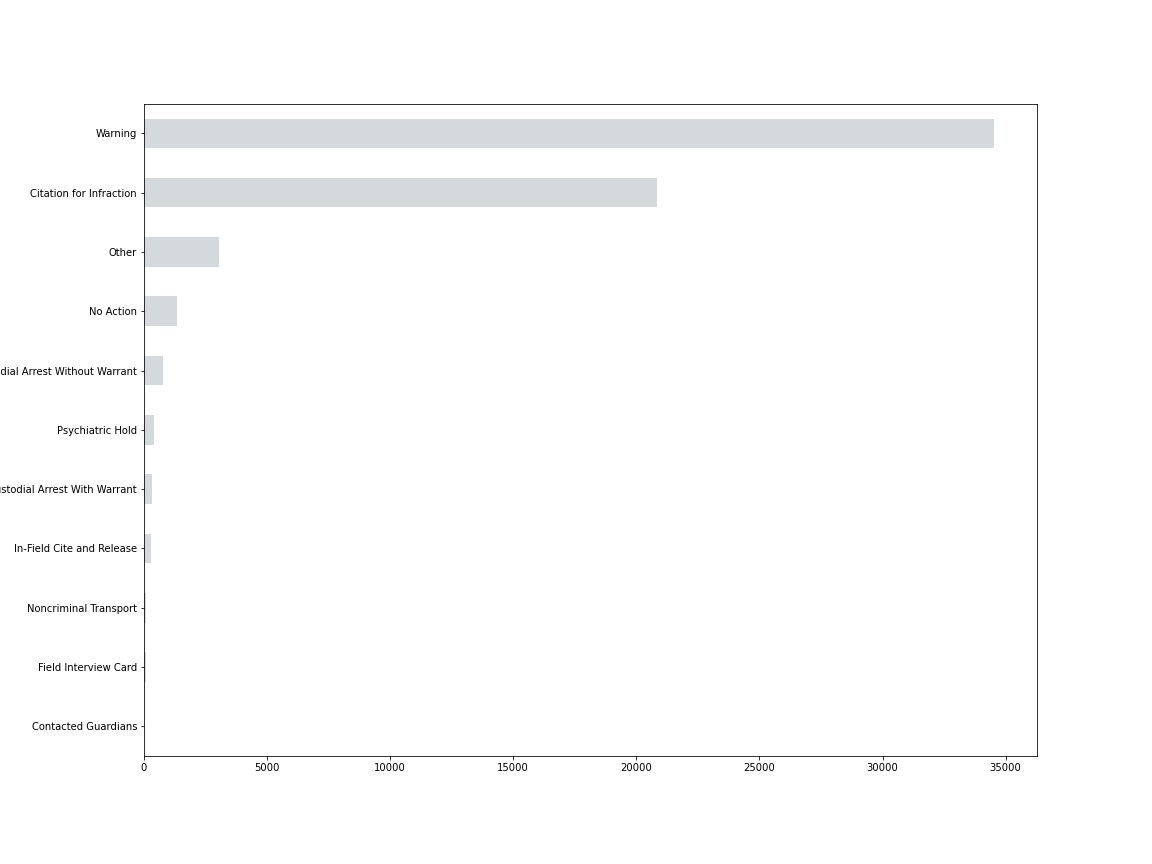 Warning
Citation for Infraction
Other
No Action
dial Arrest Without Warrant
Psychiatric Hold
stodial Arrest With Warrant
In-Field Cite and Release
Noncriminal Transport
Field Interview Card
Contacted Guardians
0 5000 10000 15000 20000 25000 30000 35000